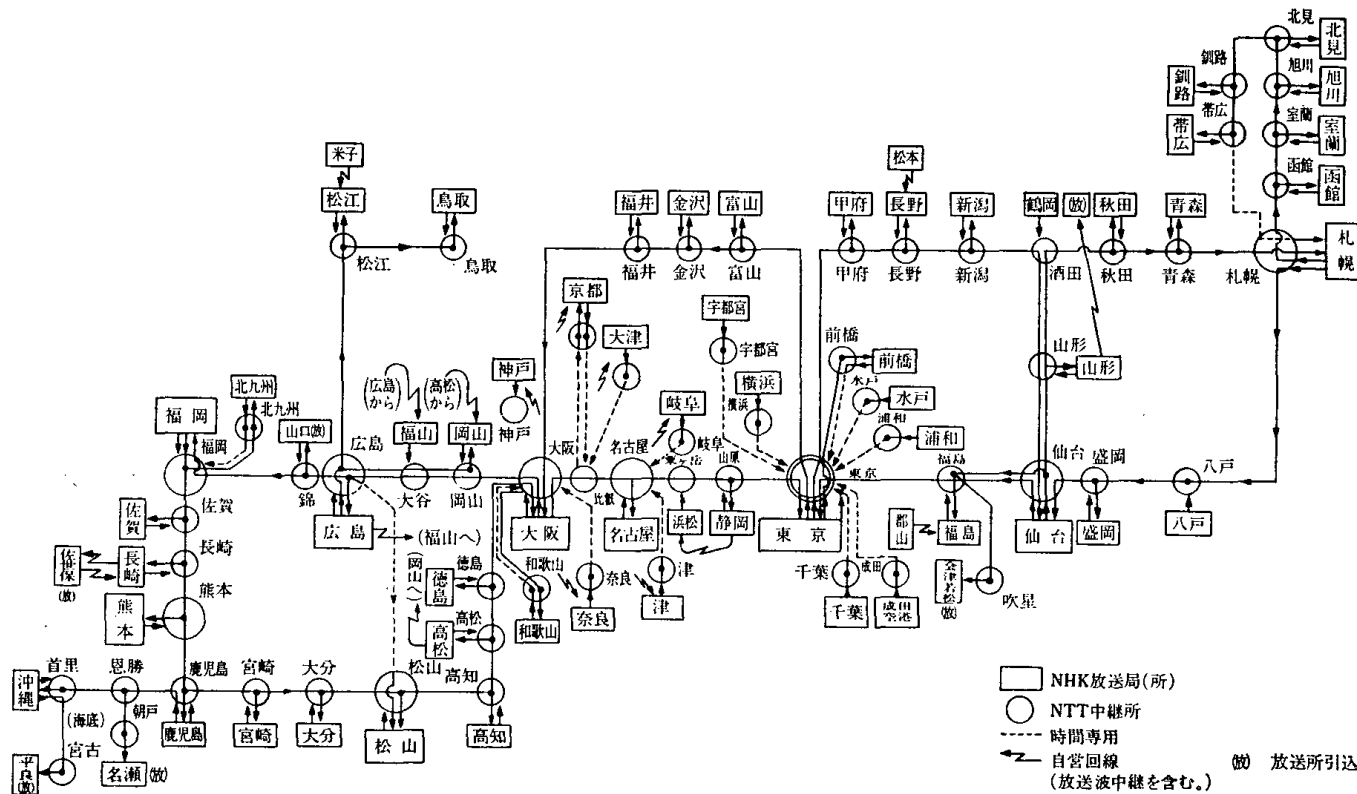 北見
北見
釧路
釧路
旭川
旭川
帯広
帯広
室蘭
室蘭
函館
函館
米子
松本
松江
鳥取
福井
金沢
富山
甲府
長野
新潟
鶴岡
(放)
秋田
青森
札幌
松江
鳥取
福井
金沢
富山
甲府
長野
新潟
酒田
秋田
青森
札幌
京都
大津
宇都宮
宇都宮
前橋
前橋
山形
山形
神戸
神戸
(広島から)
(高松から)
横浜
横浜
水戸
水戸
岐阜
岐阜
浦和
浦和
北九州
北九州
福岡
福岡
山口(放)
広島
福山
岡山
大阪
名古屋
山原
東京
福島
仙台
盛岡
八戸
錦
大谷
岡山
比叡
佐賀
佐賀
広島
(福山へ)
大阪
名古屋
浜松
静岡
東京
郡山
福島
仙台
盛岡
八戸
長崎
長崎
佐世保(放)
(岡山へ)
徳島
徳島
和歌山
和歌山
奈良
奈良
津
津
千葉
千葉
成田
成田空港
会津若松(放)
吹屋
熊本
熊本
高松
高松
首里
恩勝
鹿児島
宮崎
大分
松山
高知
沖縄
(海底)
朝戸
宮古
平良(放)
名瀬(放)
鹿児島
宮崎
大分
松山
高知
NHK放送局(所)
NTT中継所
時間専用
自営回線
(放送波中継を含む。)
(放) 放送所引込